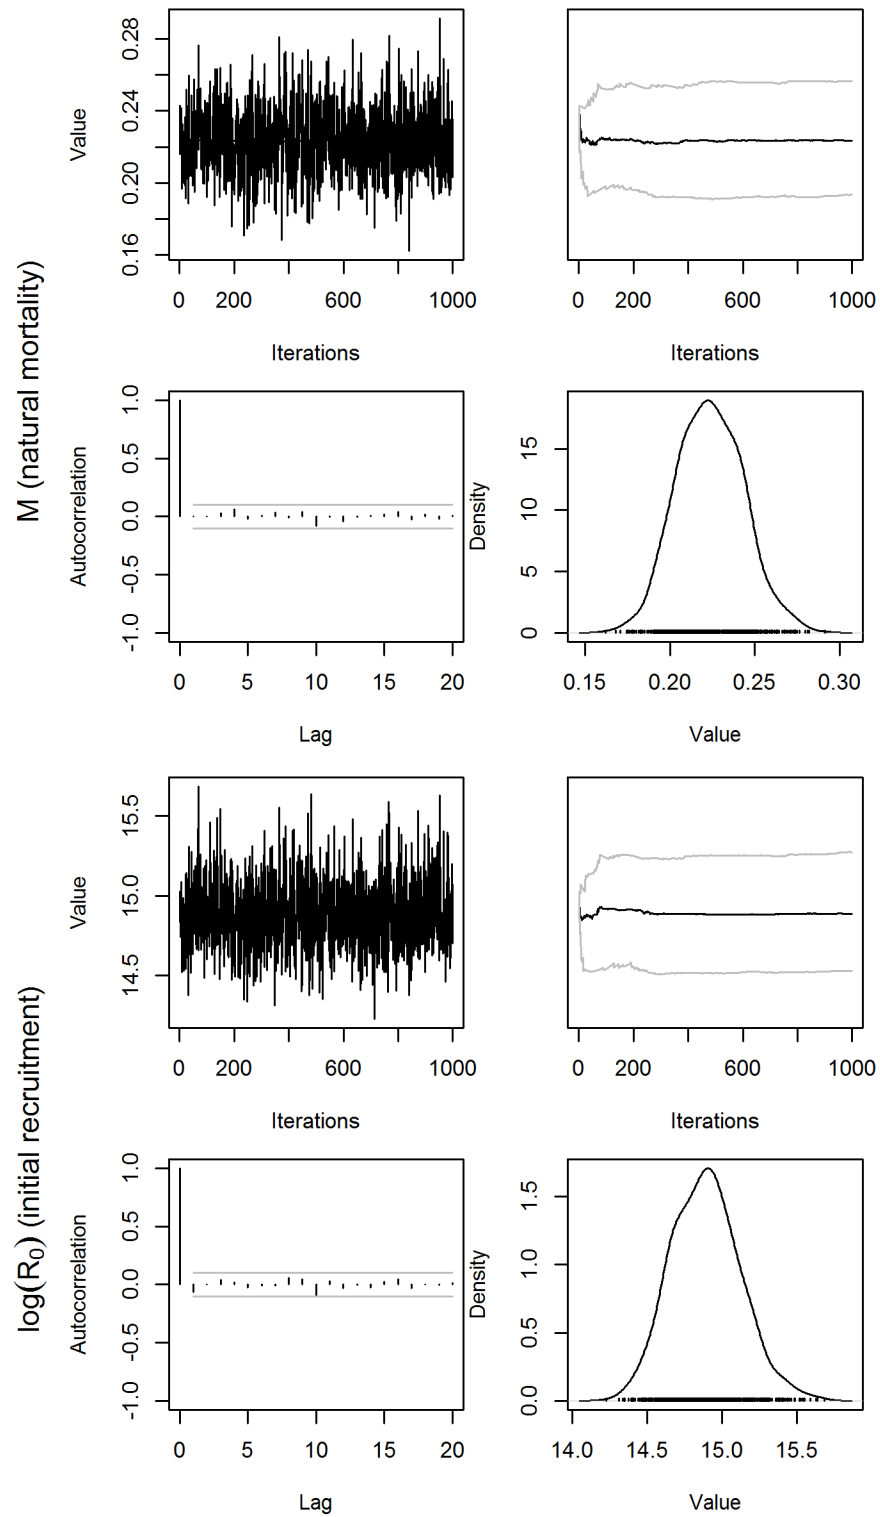 M (natural mortality)
Value
0.16 0.20 0.24 0.28
0 200 600 1000
Iterations
0 200 600 1000
Iterations
Autocorrelation
-1.0 -0.5 0.0 0.5 1.0
0 5 10 15 20
Lag
Density
0 5 10 15
0.15 0.20 0.25 0.30
Value
log(R0) (initial recruitment)
Value
14.5 15.0 15.5
0 200 600 1000
Iterations
0 200 600 1000
Iterations
Autocorrelation
-1.0 -0.5 0.0 0.5 1.0
0 5 10 15 20
Lag
Density
0.0 0.5 1.0 1.5
14.0 14.5 15.0 15.5
Value